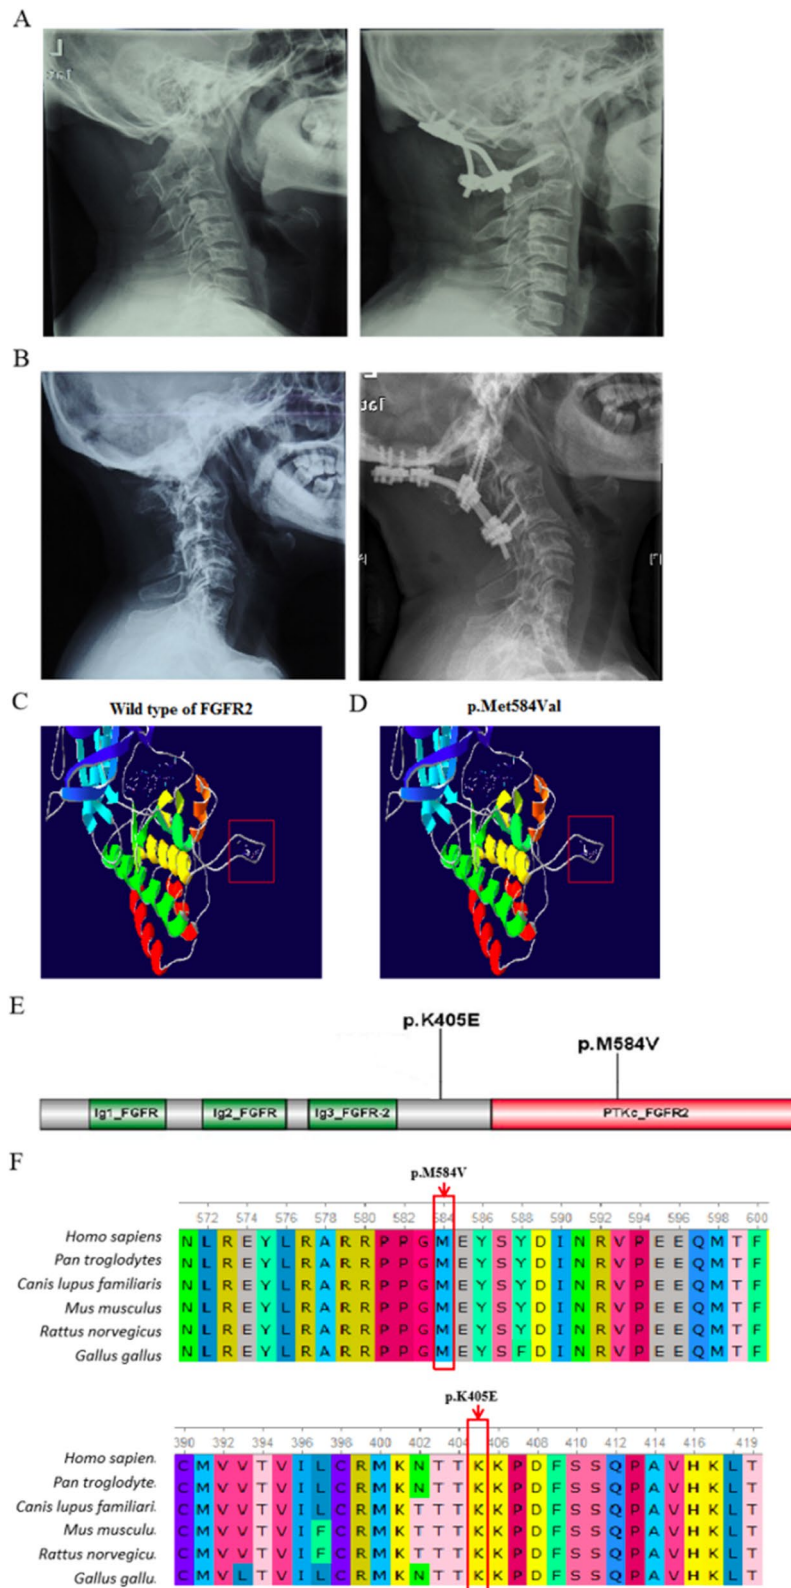 A
L
B
C
Wild type of FGFR2
D
p.Met584Val
E
p.K405E
p.M584V
Ig1_FGFR Ig2_FGFR Ig3_FGFR-2 PTKc_FGFR2
F
p.M584V
572 574 576 578 580 582 584 586 588 590 592 594 596 598 600
Homo sapiens N L R E Y L R A R R P P G M E Y S Y D I N R V P E E Q M T F
Pan troglodytes N L R E Y L R A R R P P G M E Y S Y D I N R V P E E Q M T F
Canis lupus familiaris N L R E Y L R A R R P P G M E Y S Y D I N R V P E E Q M T F
Mus musculus N L R E Y L R A R R P P G M E Y S Y D I N R V P E E Q M T F
Rattus norvegicus N L R E Y L R A R R P P G M E Y S F D I N R V P E E Q M T F
Gallus gallus N L R E Y L R A R R P P G M E Y S F D I N R V P E E Q M T F
p.K405E
390 392 394 396 398 400 402 404 406 408 410 412 414 416 419
Homo sapien. C M V V T V I L C R M K N T T K K P D F S S Q P A V H K L T
Pan troglodyte. C M V V T V I L C R M K N T T K K P D F S S Q P A V H K L T
Canis lupus familiari. C M V V T V I L C R M K T T T K K P D F S S Q P A V H K L T
Mus musculu. C M V V T V I F C R M K T T T K K P D F S S Q P A V H K L T
Rattus norvegicu. C M V V T V I F C R M K T T T K K P D F S S Q P A V H K L T
Gallus gallu. C M V L T V I L C R M K N T T K K P D F S S Q P A V H K L T